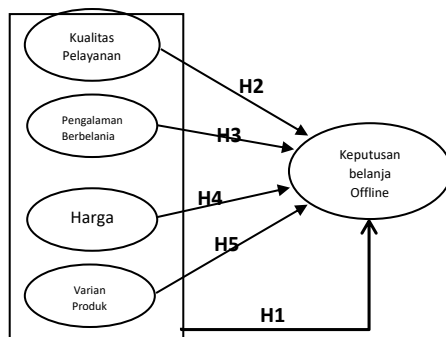 Kualitas
Pelayanan
H2
Pengalaman
Berbelania
H3
Keputusan
belanja
Offline
Harga
H4
H5
Varian
Produk
H1